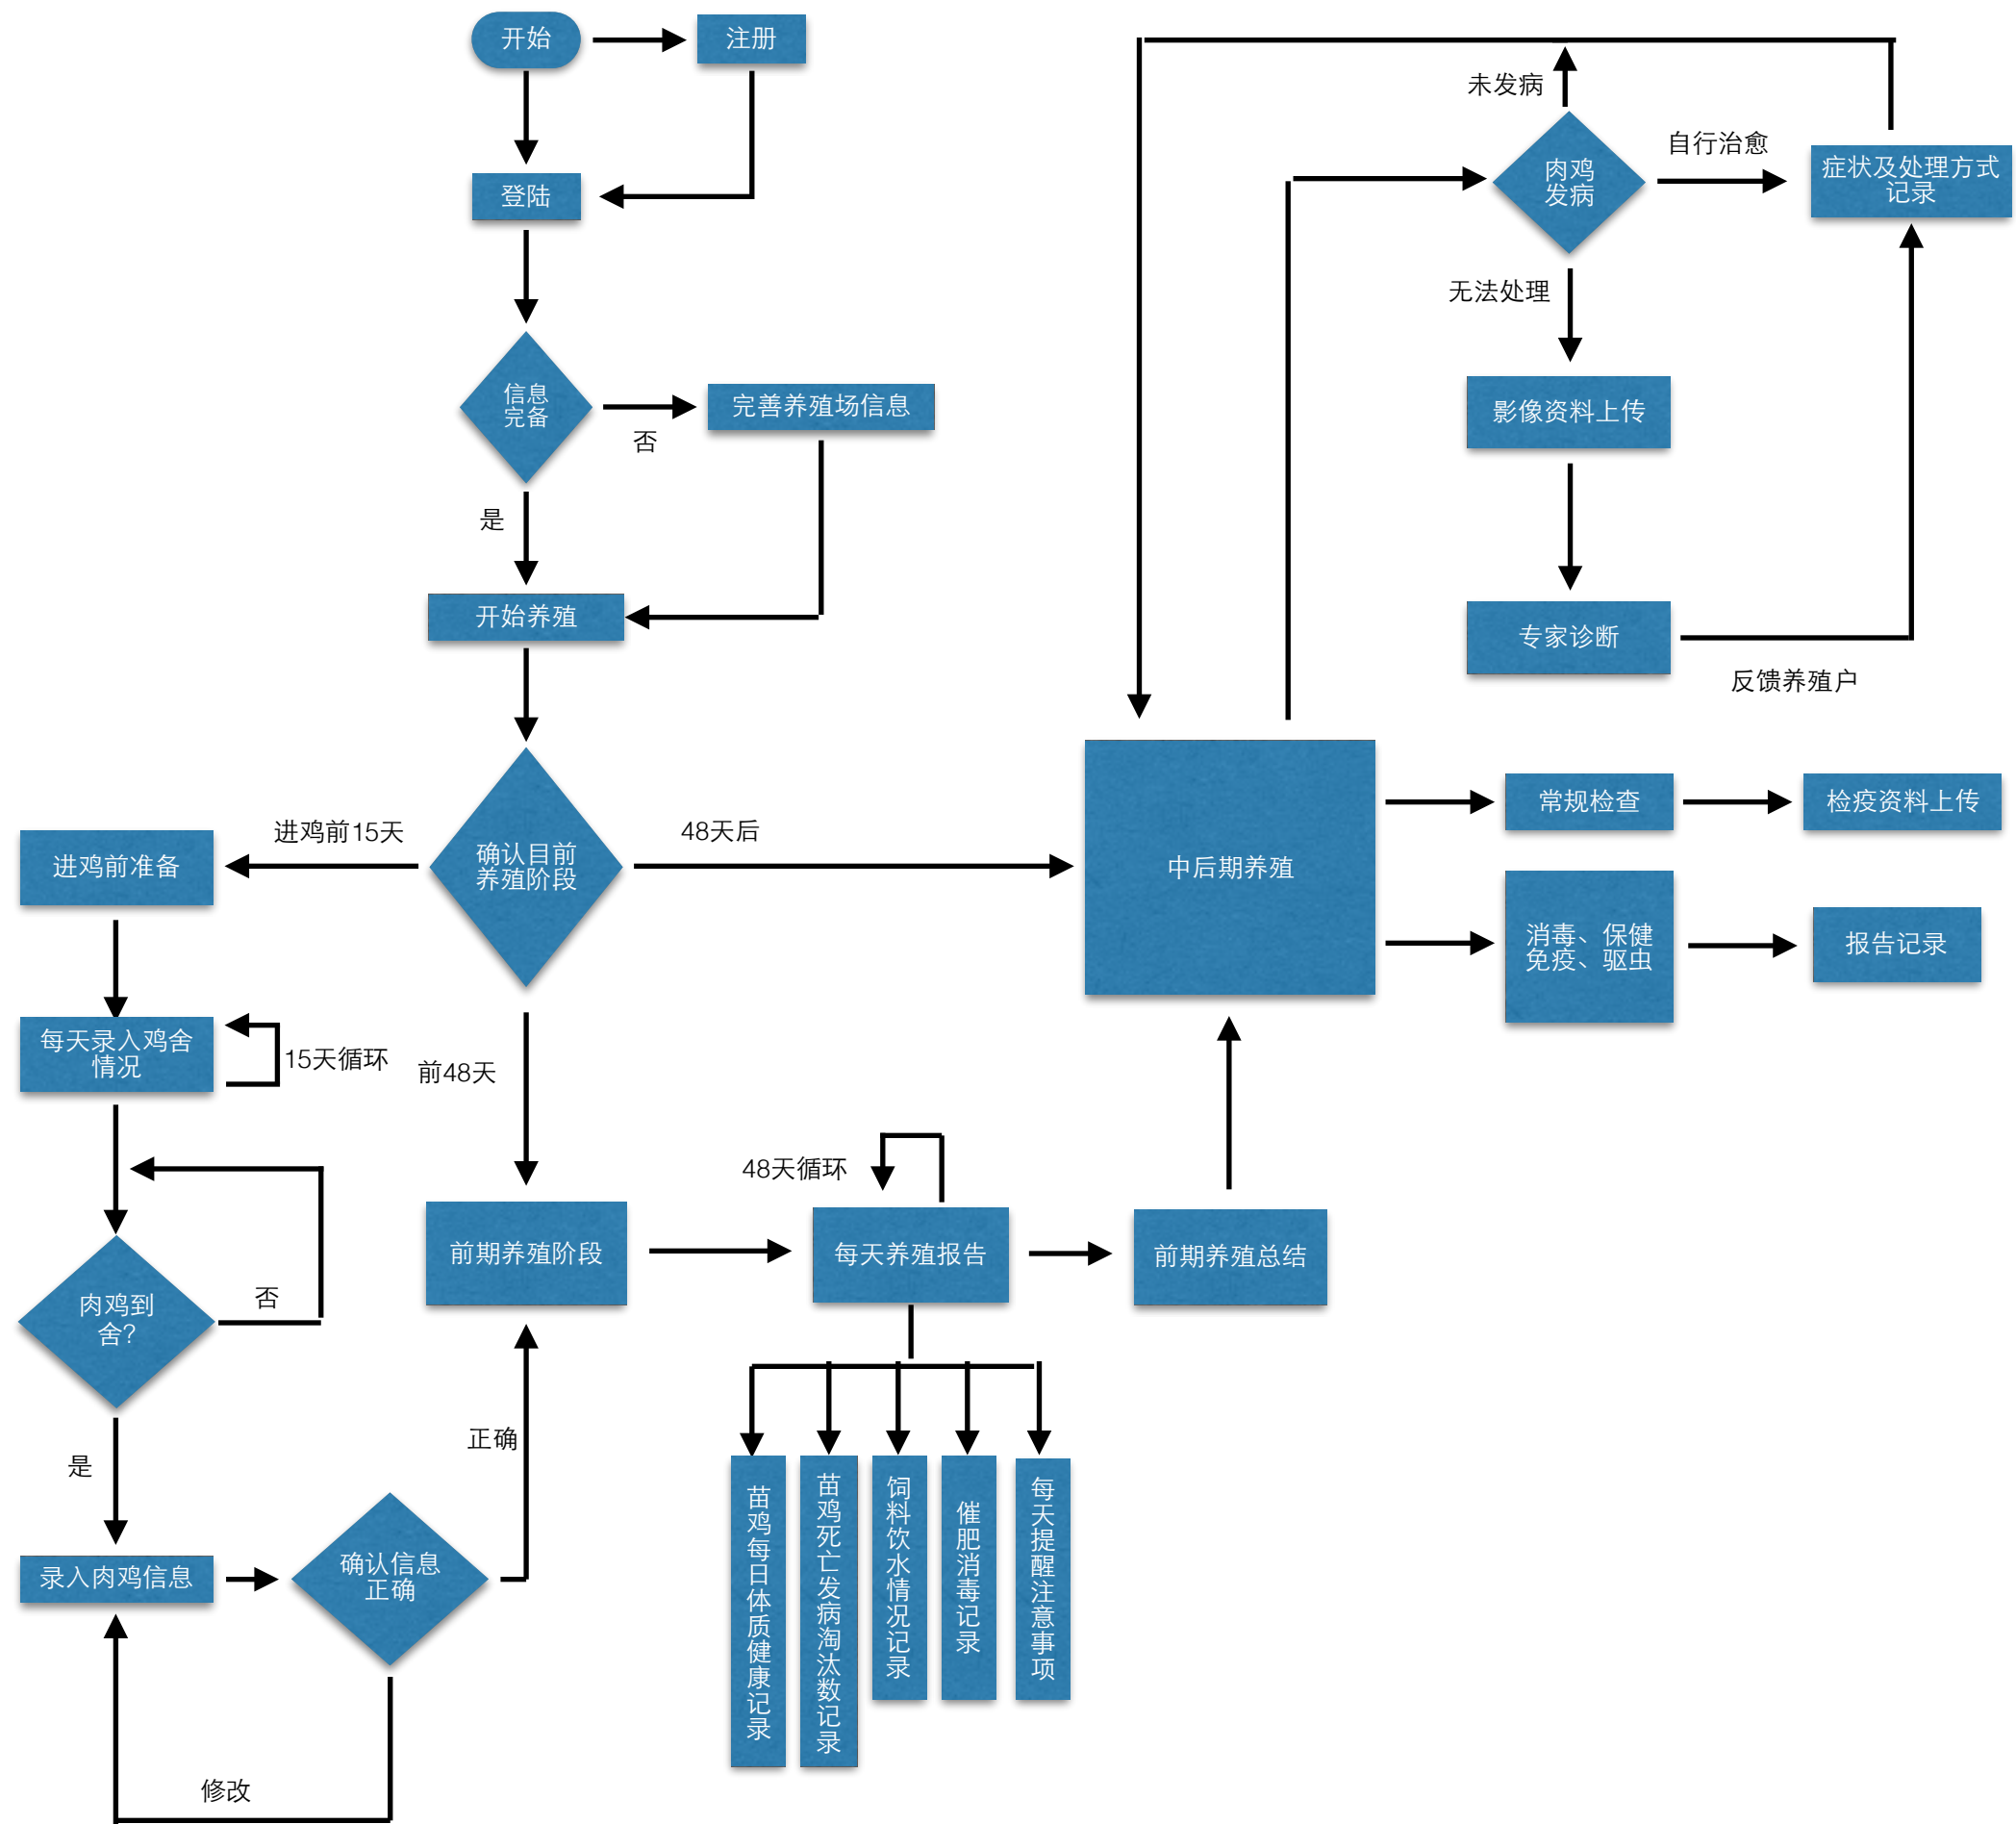 开始
注册
登陆
信息
完备
否
完善养殖场信息
是
开始养殖
确认目前
养殖阶段
进鸡前15天
48天后
前48天
进鸡前准备
每天录入鸡舍
情况
15天循环
肉鸡到
舍?
否
是
录入肉鸡信息
确认信息
正确
正确
修改
前期养殖阶段
48天循环
每天养殖报告
前期养殖总结
苗鸡每日体质健康记录
苗鸡死亡发病淘汰数记录
饲料饮水情况记录
催肥消毒记录
每天提醒注意事项
中后期养殖
未发病
肉鸡
发病
自行治愈
症状及处理方式
记录
无法处理
影像资料上传
专家诊断
反馈养殖户
常规检查
检疫资料上传
消毒、保健
免疫、驱虫
报告记录